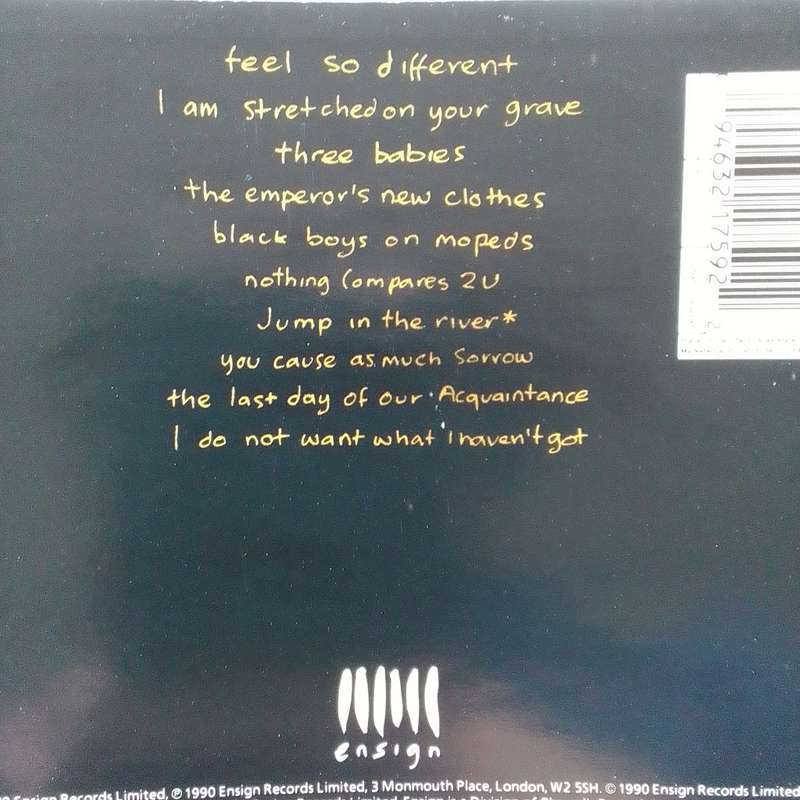 feel so different
I am stretched on your grave
three babies
the emperor's new clothes
black boys on mopeds
nothing Compares 2U
Jump in the river*
you cause as much Sorrow
the last day of our Acquaintance
I do not want what I haven't got
94632 17592 2
ensign
Ensign Records Limited, ℗ 1990 Ensign Records Limited, 3 Monmouth Place, London, W2 5SH. © 1990 Ensign Records Limited